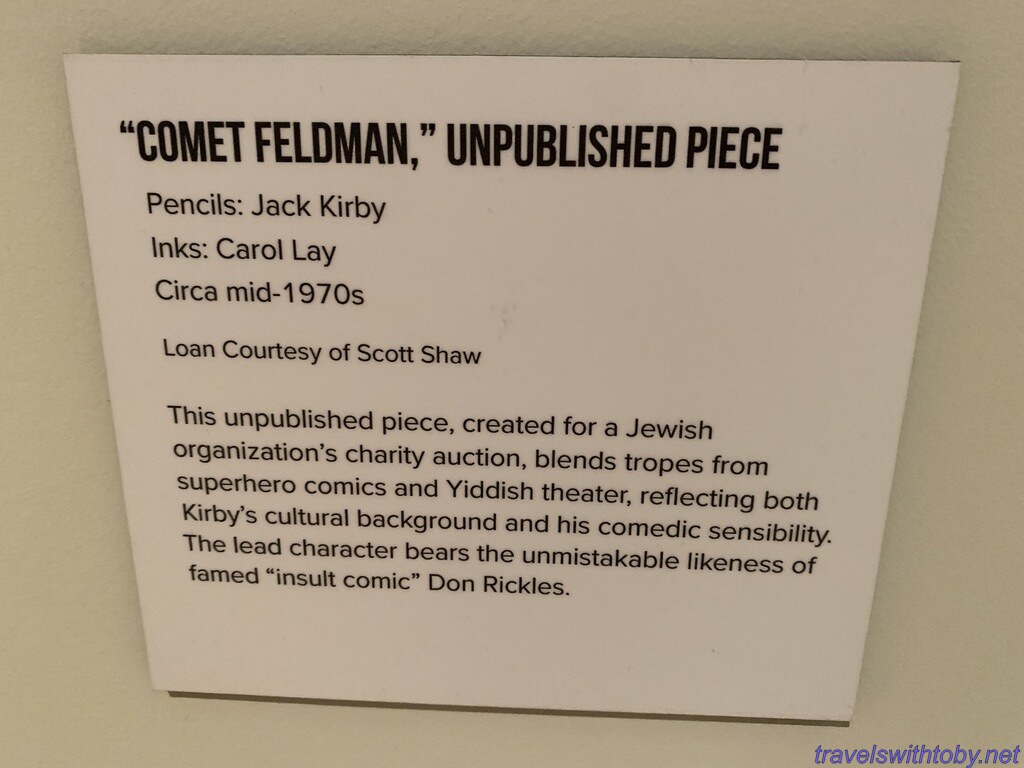 “COMET FELDMAN,” UNPUBLISHED PIECE
Pencils: Jack Kirby
Inks: Carol Lay
Circa mid-1970s
Loan Courtesy of Scott Shaw
This unpublished piece, created for a Jewish
organization’s charity auction, blends tropes from
superhero comics and Yiddish theater, reflecting both
Kirby’s cultural background and his comedic sensibility.
The lead character bears the unmistakable likeness of
famed “insult comic” Don Rickles.
travelswithtoby.net